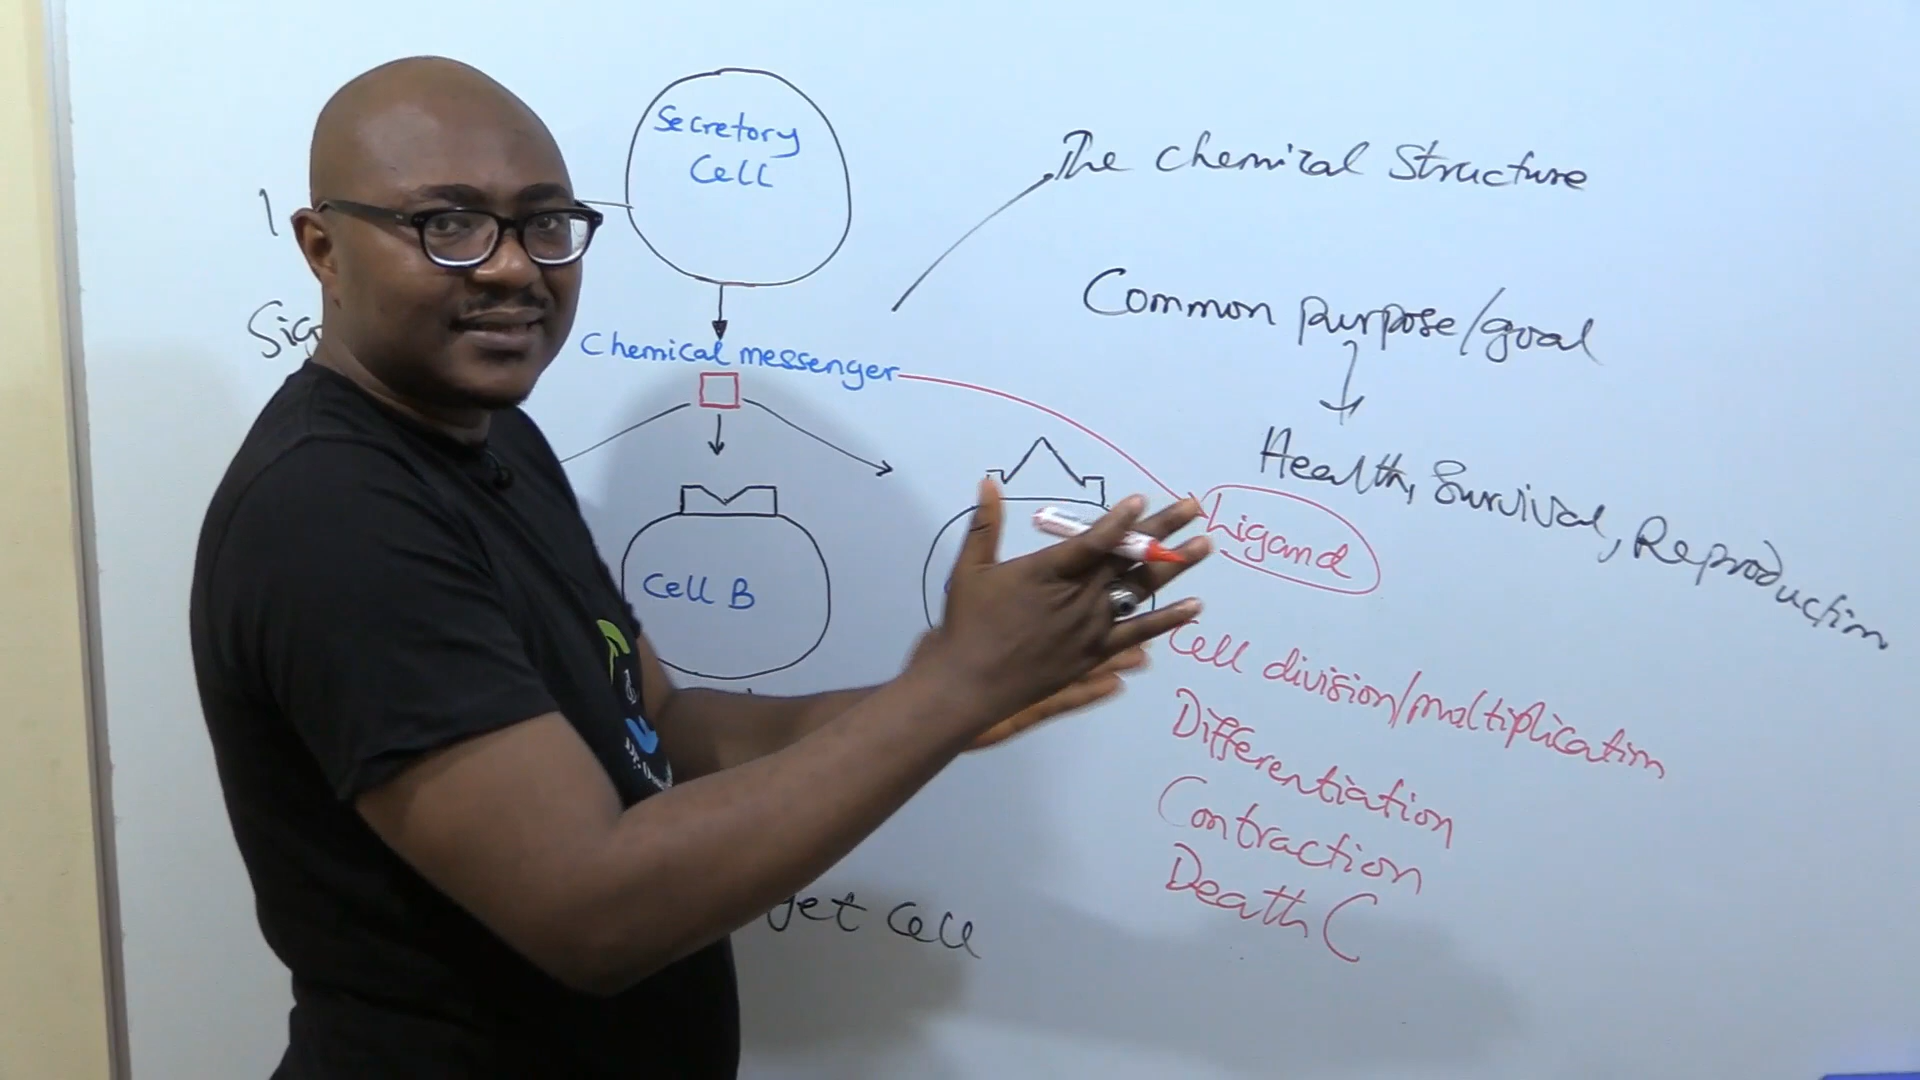 Secretory
Cell
The Chemical Structure
Common purpose/goal
Chemical messenger
Health, Survival, Reproduction
Ligand
Cell B
Cell division/multiplication
Differentiation
Contraction
Death (
Cell